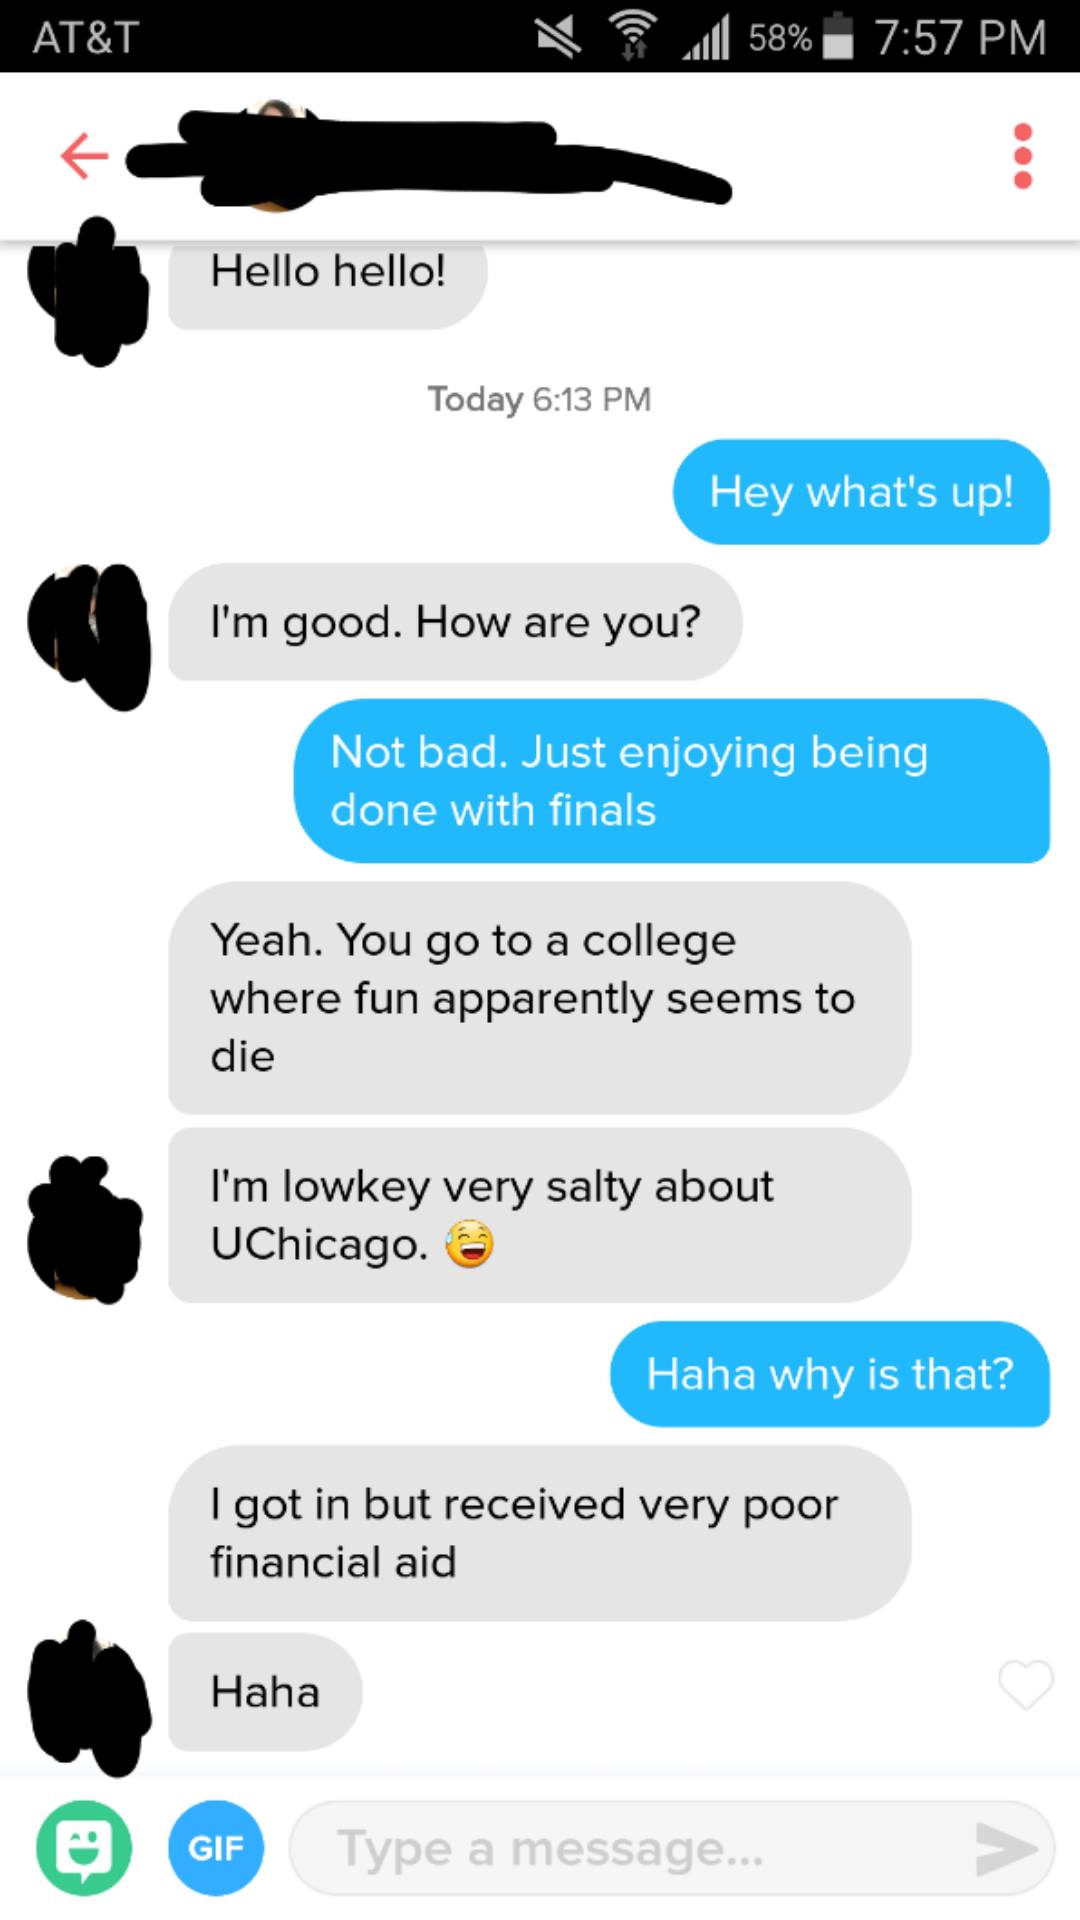 AT&T 58% 7:57 PM
Hello hello!
Today 6:13 PM
Hey what's up!
I'm good. How are you?
Not bad. Just enjoying being
done with finals
Yeah. You go to a college
where fun apparently seems to
die
I'm lowkey very salty about
UChicago. 😅
Haha why is that?
I got in but received very poor
financial aid
Haha
GIF Type a message...